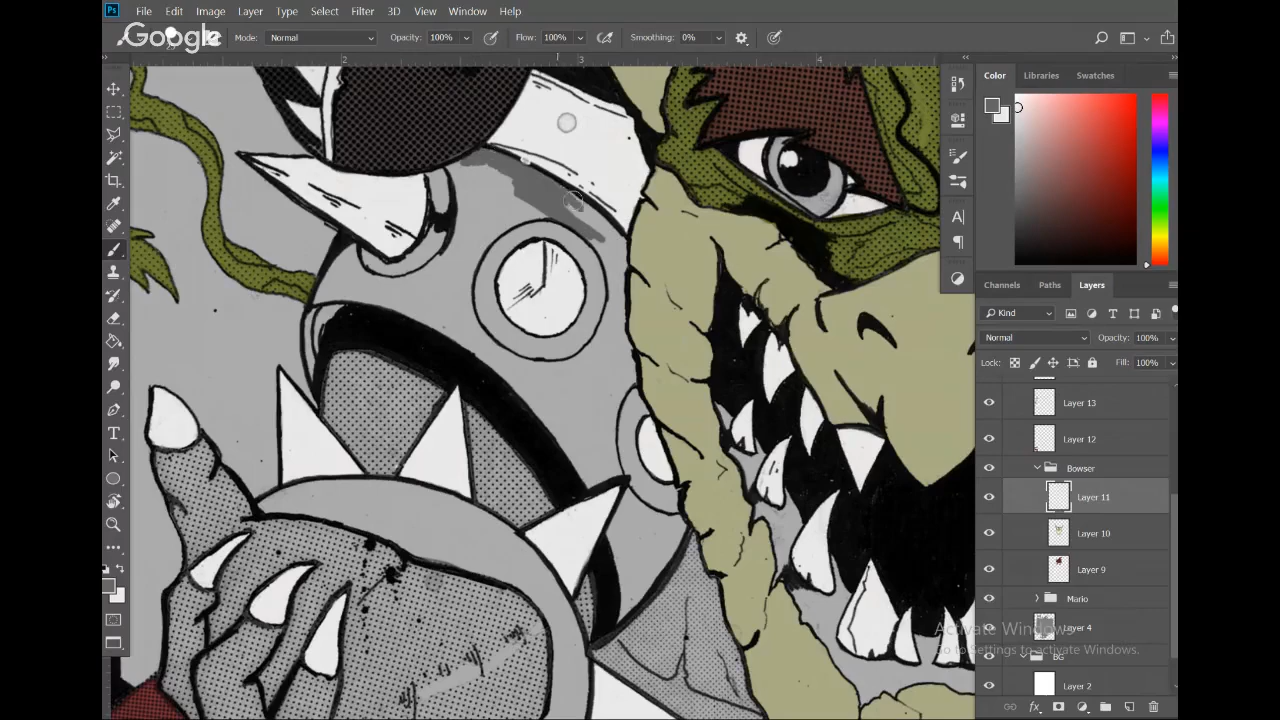 Ps File Edit Image Layer Type Select Filter 3D View Window Help
Google
Mode: Normal Opacity: 100% Flow: 100% Smoothing: 0%
2 3 4
Color Libraries Swatches
Channels Paths Layers
Kind
Normal Opacity: 100%
Lock: Fill: 100%
Layer 13
Layer 12
Bowser
Layer 11
Layer 10
Layer 9
Mario
Layer 4
Activate Windows
Go to Settings to activate Windows.
BG
Layer 2